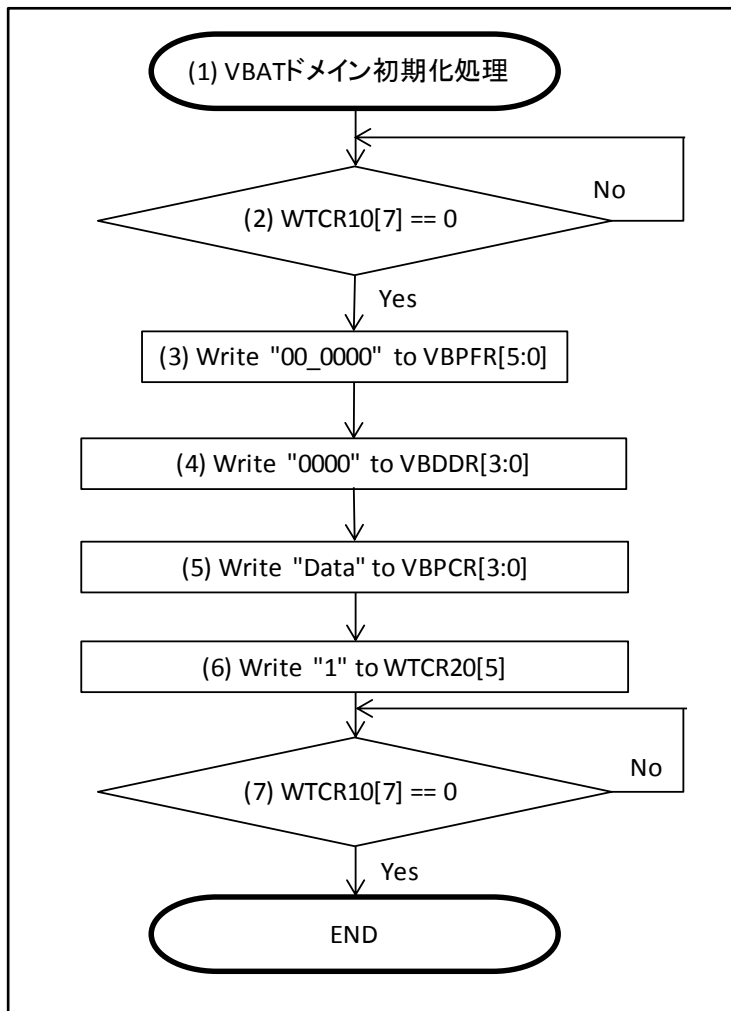 (1) VBATドメイン初期化処理
No
(2) WTCR10[7] == 0
Yes
(3) Write "00_0000" to VBPFR[5:0]
(4) Write "0000" to VBDDR[3:0]
(5) Write "Data" to VBPCR[3:0]
(6) Write "1" to WTCR20[5]
No
(7) WTCR10[7] == 0
Yes
END